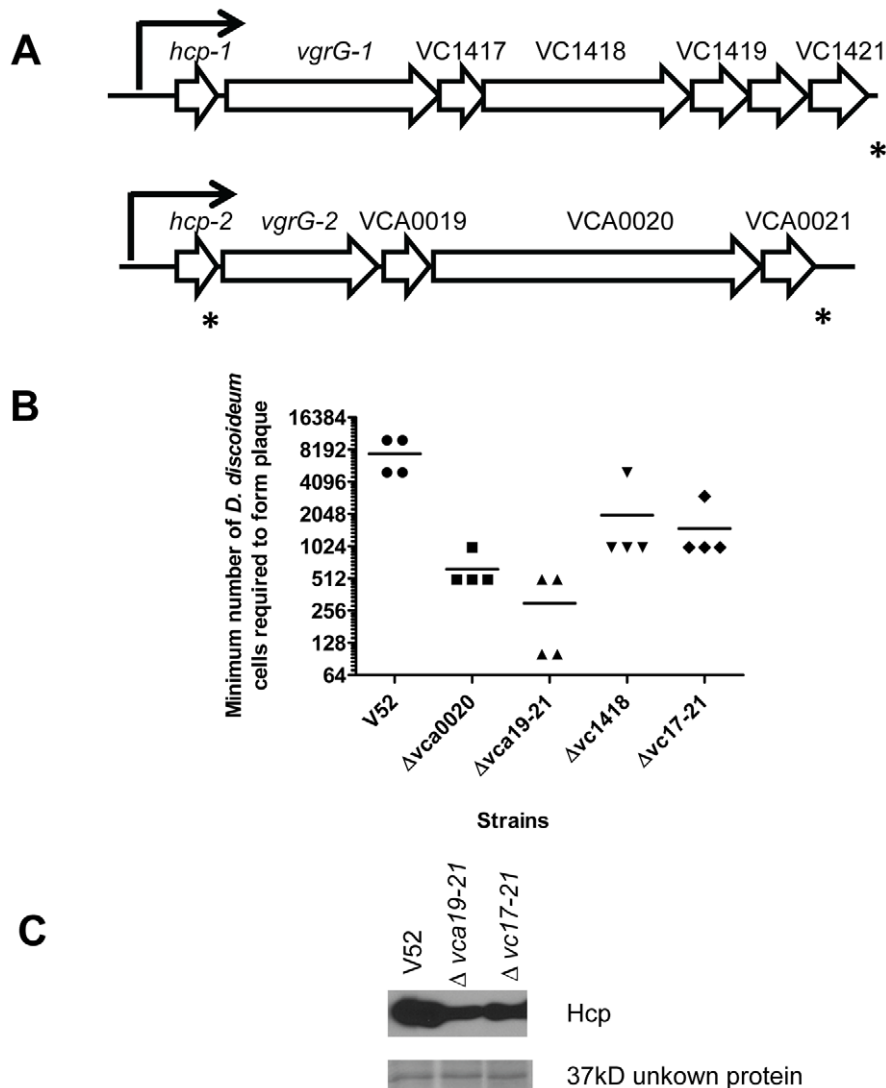 A
hcp-1 vgrG-1 VC1417 VC1418 VC1419 VC1421
*
hcp-2 vgrG-2 VCA0019 VCA0020 VCA0021
* *
B
Minimum number of D. discoideum
cells required to form plaque
16384
8192
4096
2048
1024
512
256
128
64
V52 Δvca0020 Δvca19-21 Δvc1418 Δvc17-21
Strains
C
V52 Δ vca19-21 Δ vc17-21
Hcp
37kD unkown protein